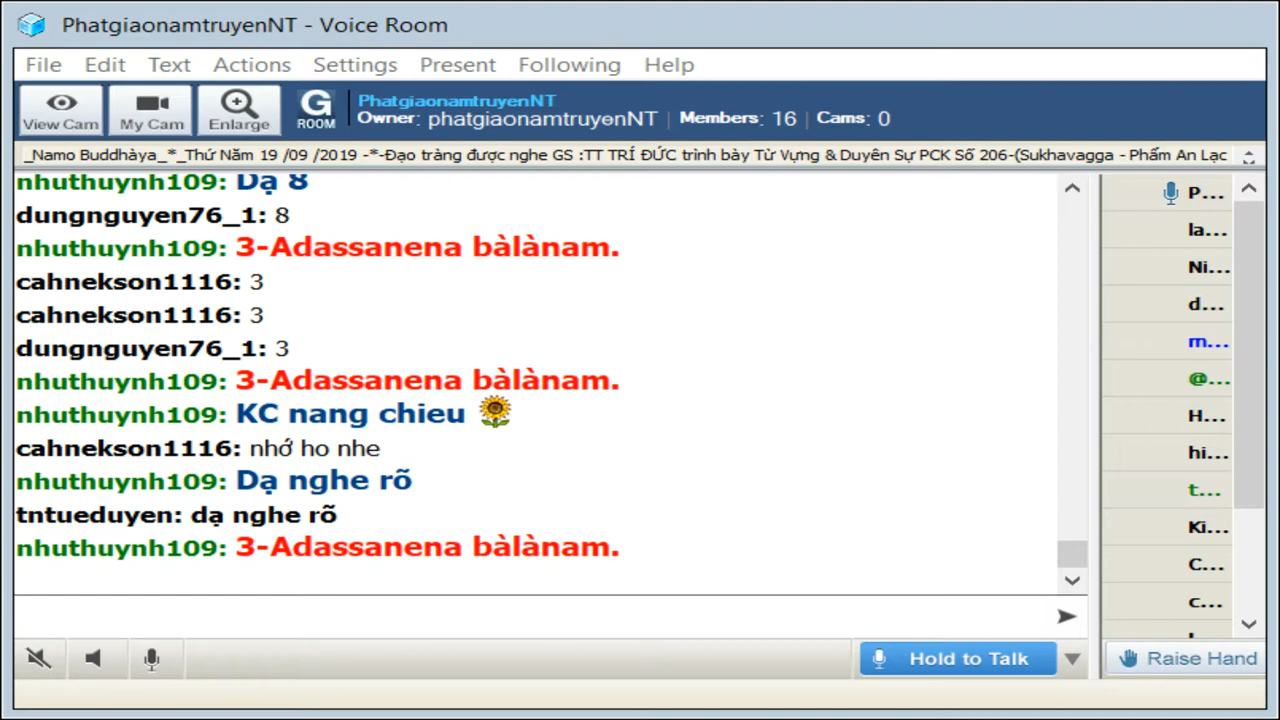 PhatgiaonamtruyenNT - Voice Room
File Edit Text Actions Settings Present Following Help
View Cam My Cam Enlarge G ROOM
PhatgiaonamtruyenNT
Owner: phatgiaonamtruyenNT Members: 16 Cams: 0
_Namo Buddhàya_*_Thứ Năm 19 /09 /2019 -*-Đạo tràng được nghe GS :TT TRÍ ĐỨC trình bày Từ Vựng & Duyên Sự PCK Số 206-(Sukhavagga - Phẩm An Lạc
nhuthuynh109: Dạ 8
dungnguyen76_1: 8
nhuthuynh109: 3-Adassanena bàlànam.
cahnekson1116: 3
cahnekson1116: 3
dungnguyen76_1: 3
nhuthuynh109: 3-Adassanena bàlànam.
nhuthuynh109: KC nang chieu
cahnekson1116: nhớ ho nhe
nhuthuynh109: Dạ nghe rõ
tntueduyen: dạ nghe rõ
nhuthuynh109: 3-Adassanena bàlànam.
P...
la...
Ni...
d...
m...
@...
H...
hi...
t...
Ki...
C...
c...
Hold to Talk
Raise Hand